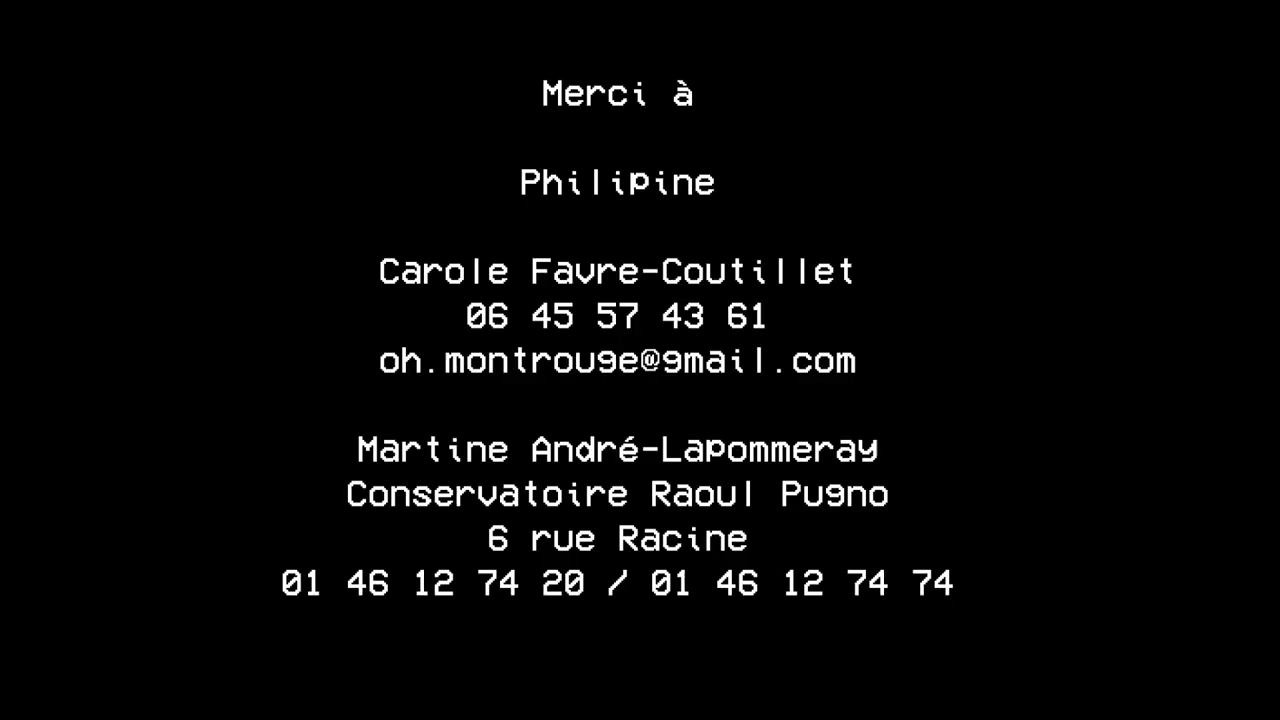 Merci à
Philipine
Carole Favre-Coutillet
06 45 57 43 61
oh.montrouge@gmail.com
Martine André-Lapommeray
Conservatoire Raoul Pugno
6 rue Racine
01 46 12 74 20 / 01 46 12 74 74